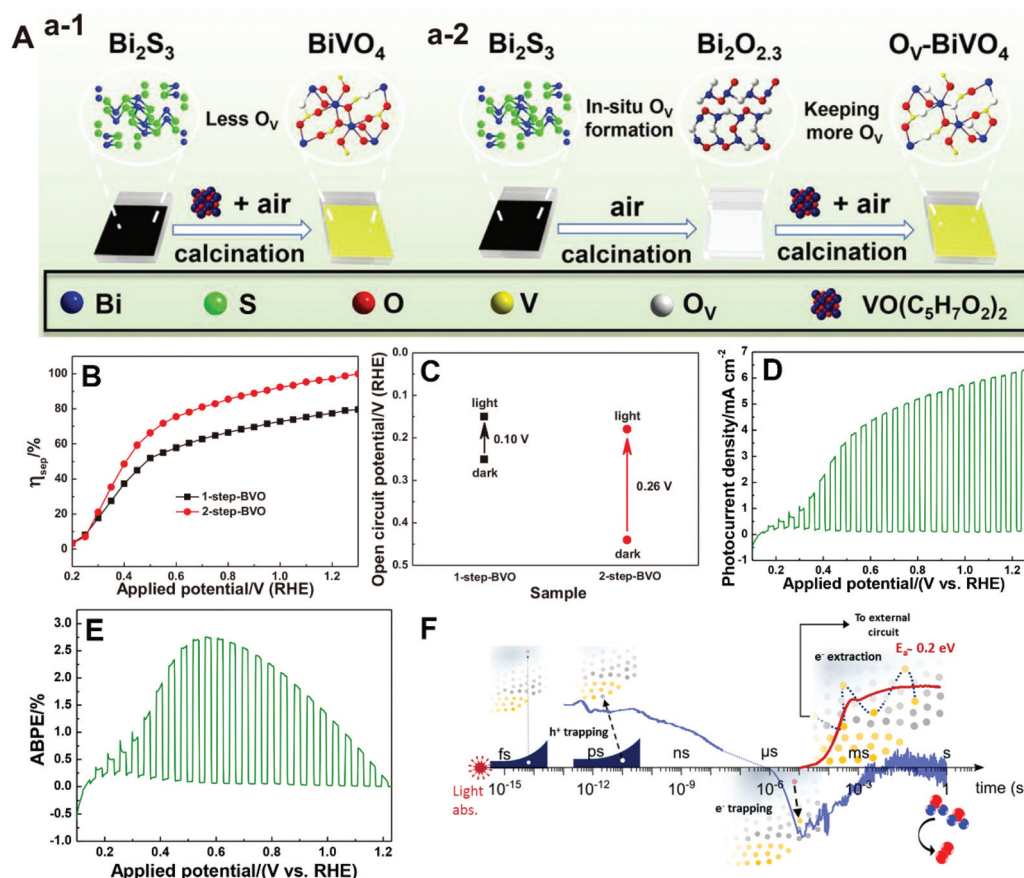 A
a-1
Bi2S3
BiVO4
Less OV
+ air
calcination
a-2
Bi2S3
Bi2O2.3
OV-BiVO4
In-situ OV
formation
Keeping
more OV
air
calcination
+ air
calcination
Bi
S
O
V
OV
VO(C5H7O2)2
B
ηsep/%
100
80
60
40
20
0
1-step-BVO
2-step-BVO
0.2 0.4 0.6 0.8 1.0 1.2
Applied potential/V (RHE)
C
Open circuit potential/V (RHE)
0.0
0.1
0.2
0.3
0.4
0.5
light
0.10 V
dark
light
0.26 V
dark
1-step-BVO 2-step-BVO
Sample
D
Photocurrent density/mA cm-2
7
6
5
4
3
2
1
0
-1
0.2 0.4 0.6 0.8 1.0 1.2
Applied potential/(V vs. RHE)
E
ABPE/%
3.0
2.5
2.0
1.5
1.0
0.5
0.0
-0.5
-1.0
0.2 0.4 0.6 0.8 1.0 1.2
Applied potential/(V vs. RHE)
F
To external
circuit
e- extraction
Ea~ 0.2 eV
h+ trapping
fs ps ns μs ms s
Light
abs.
10-15 10-12 10-9 10-6 10-3 1
time (s
e- trapping